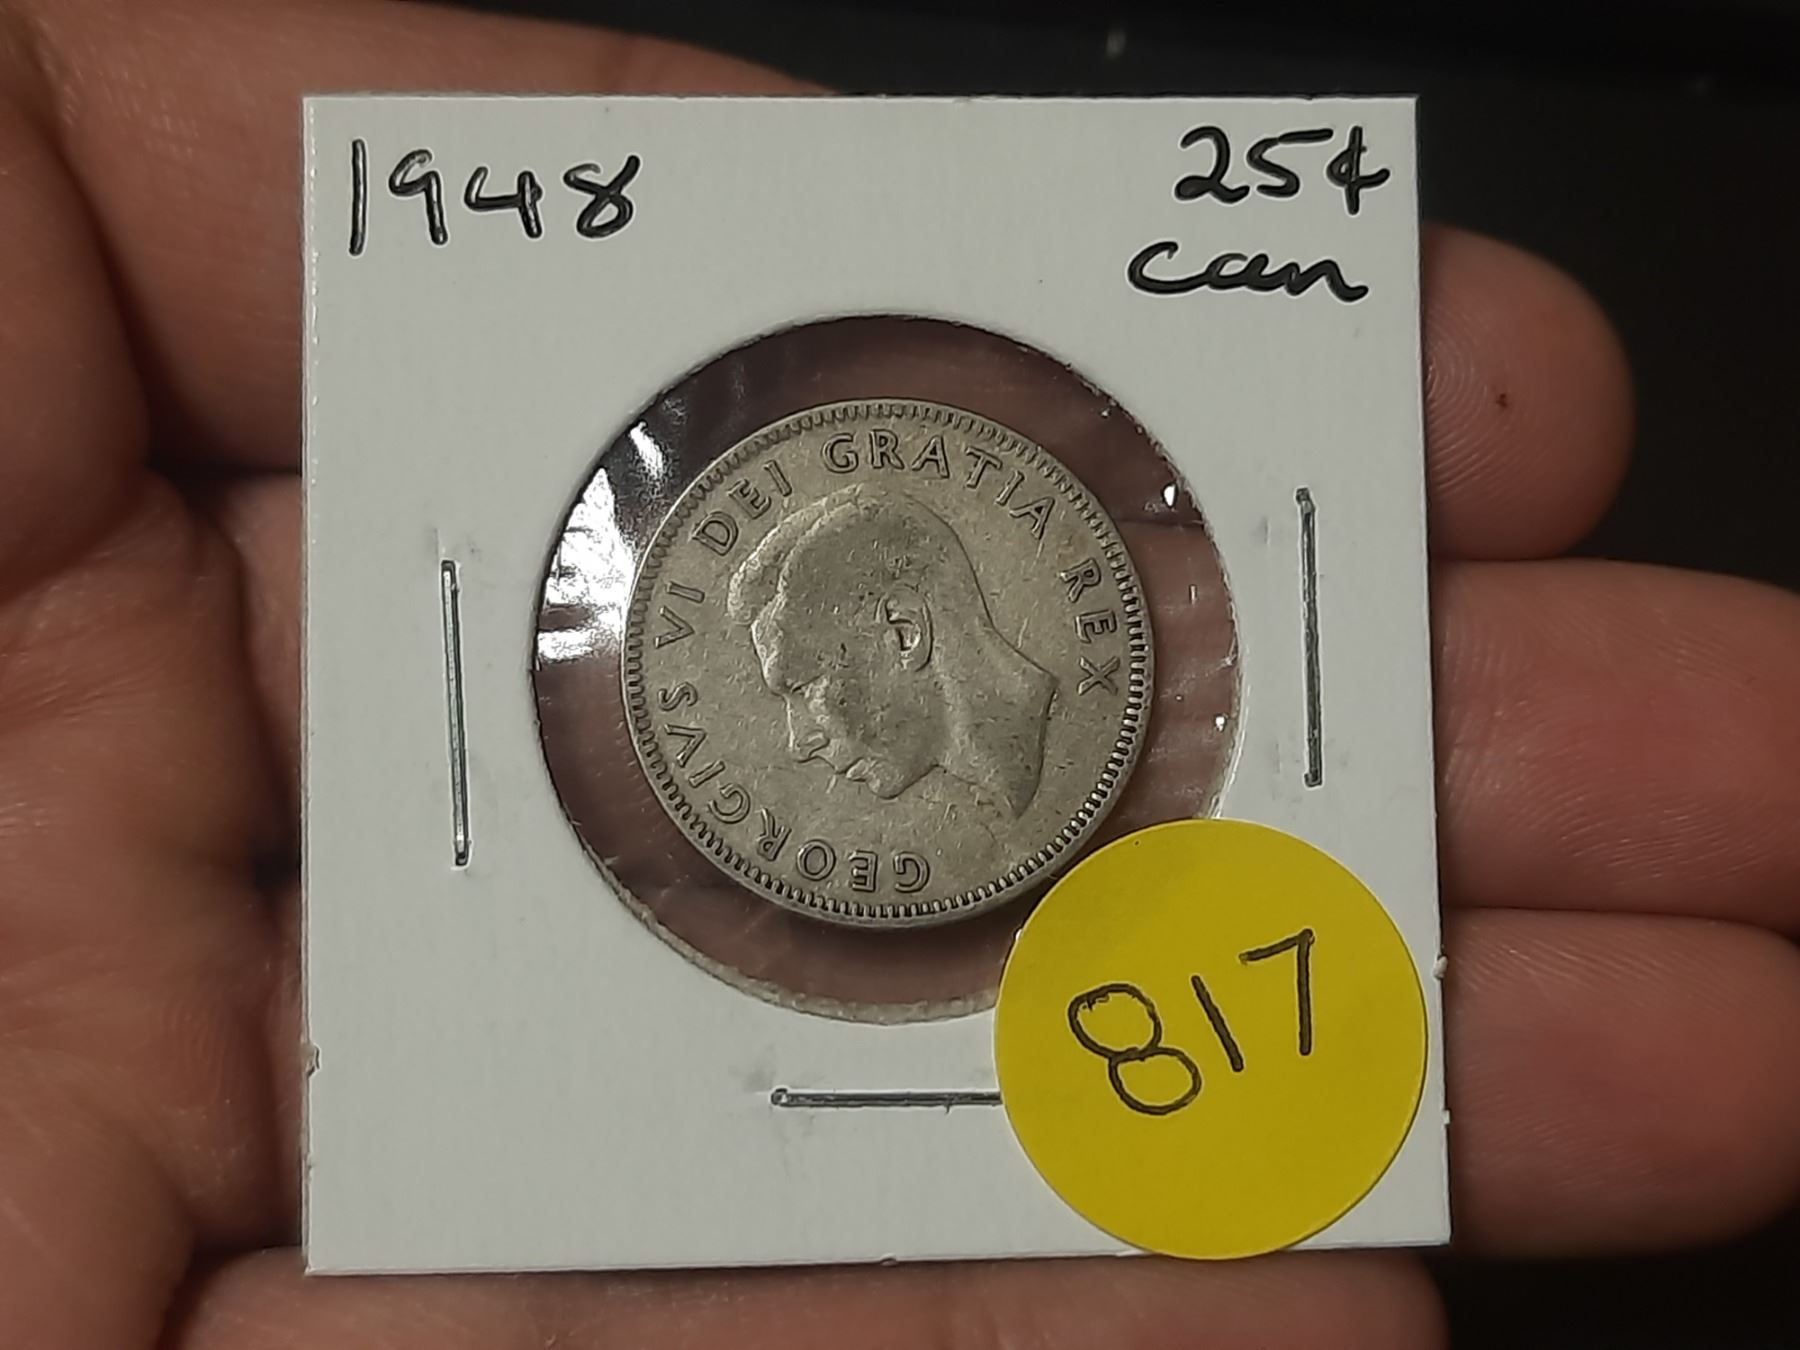 1948
25¢
can
GEORGIVS VI DEI GRATIA REX
817